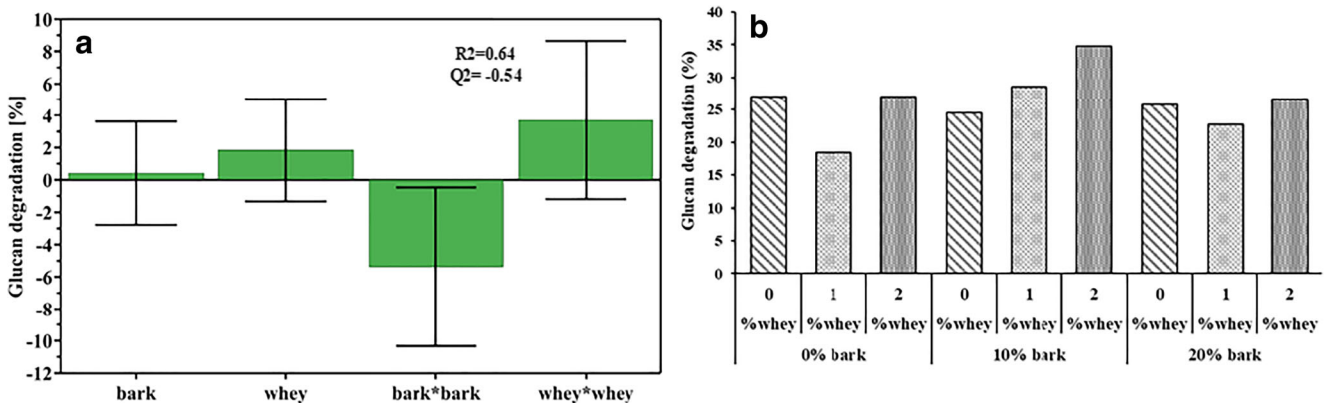 a
R2=0.64
Q2= -0.54
Glucan degradation [%]
10
8
6
4
2
0
-2
-4
-6
-8
-10
-12
bark whey bark*bark whey*whey
b
Glucan degradation (%)
40
35
30
25
20
15
10
5
0
0 1 2 0 1 2 0 1 2
%whey %whey %whey %whey %whey %whey %whey %whey %whey
0% bark 10% bark 20% bark